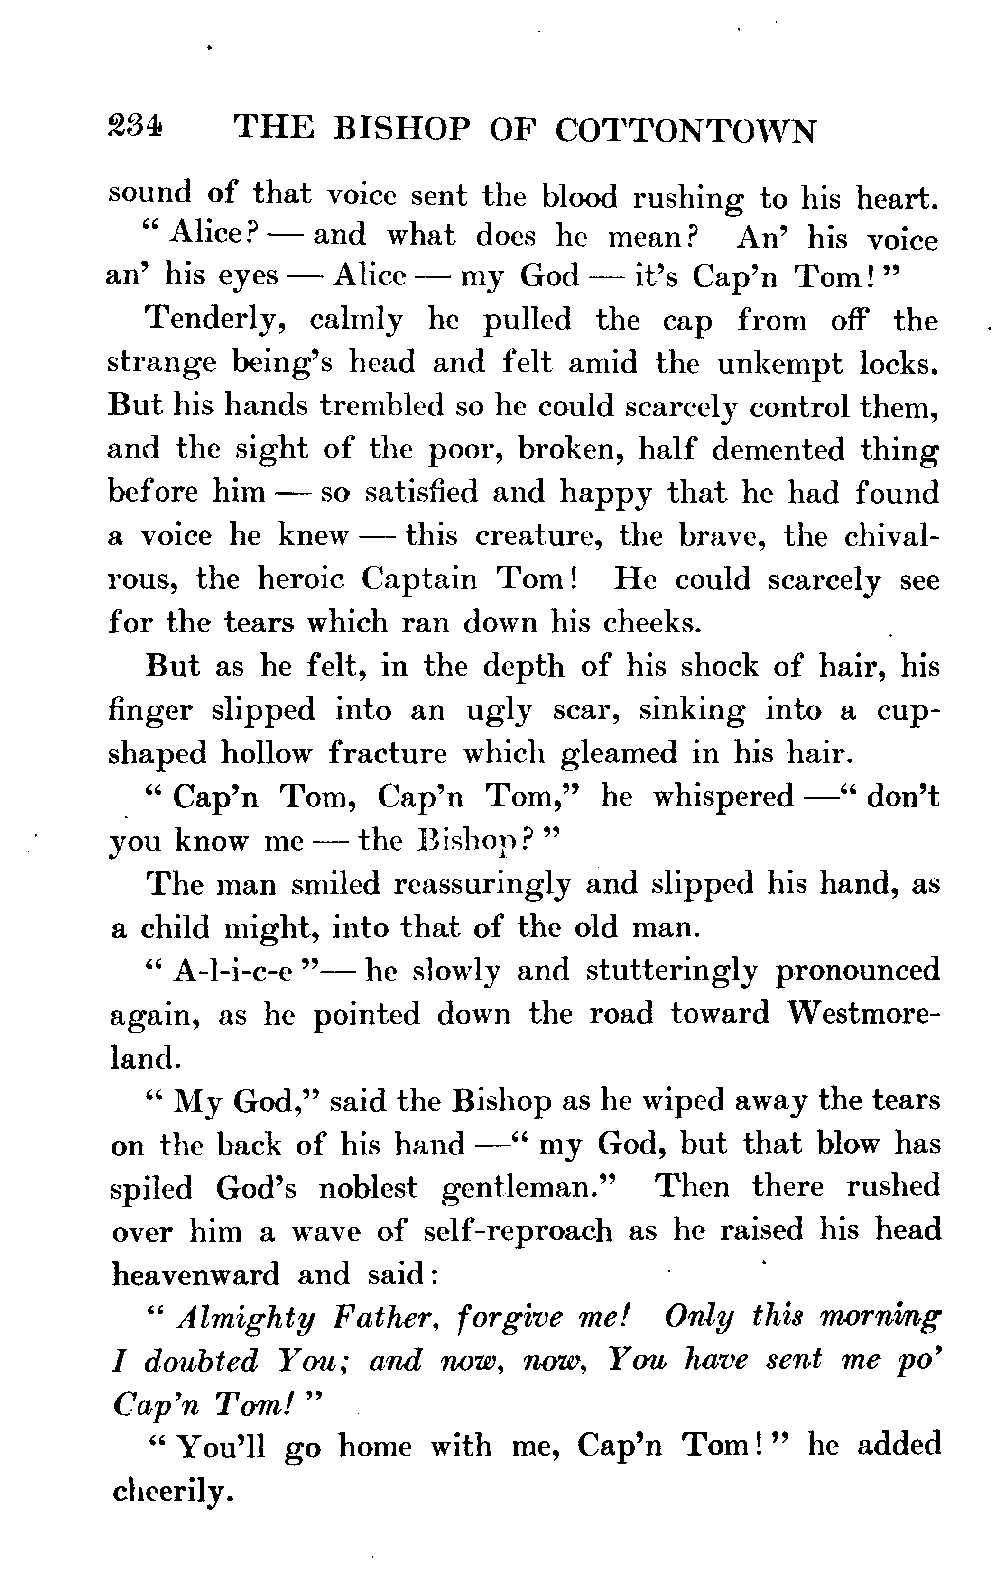 234 THE BISHOP OF COTTONTOWN
sound of that voice sent the blood rushing to his heart.
“ Alice? — and what does he mean? An’ his voice
an’ his eyes — Alice — my God — it’s Cap’n Tom! ”
Tenderly, calmly he pulled the cap from off the
strange being’s head and felt amid the unkempt locks.
But his hands trembled so he could scarcely control them,
and the sight of the poor, broken, half demented thing
before him — so satisfied and happy that he had found
a voice he knew — this creature, the brave, the chival-
rous, the heroic Captain Tom! He could scarcely see
for the tears which ran down his cheeks.
But as he felt, in the depth of his shock of hair, his
finger slipped into an ugly scar, sinking into a cup-
shaped hollow fracture which gleamed in his hair.
“ Cap’n Tom, Cap’n Tom,” he whispered —“ don’t
you know me — the Bishop? ”
The man smiled reassuringly and slipped his hand, as
a child might, into that of the old man.
“ A-l-i-c-e ”— he slowly and stutteringly pronounced
again, as he pointed down the road toward Westmore-
land.
“ My God,” said the Bishop as he wiped away the tears
on the back of his hand —“ my God, but that blow has
spiled God’s noblest gentleman.” Then there rushed
over him a wave of self-reproach as he raised his head
heavenward and said:
“ Almighty Father, forgive me! Only this morning
I doubted You; and now, now, You have sent me po’
Cap’n Tom! ”
“ You’ll go home with me, Cap’n Tom! ” he added
cheerily.